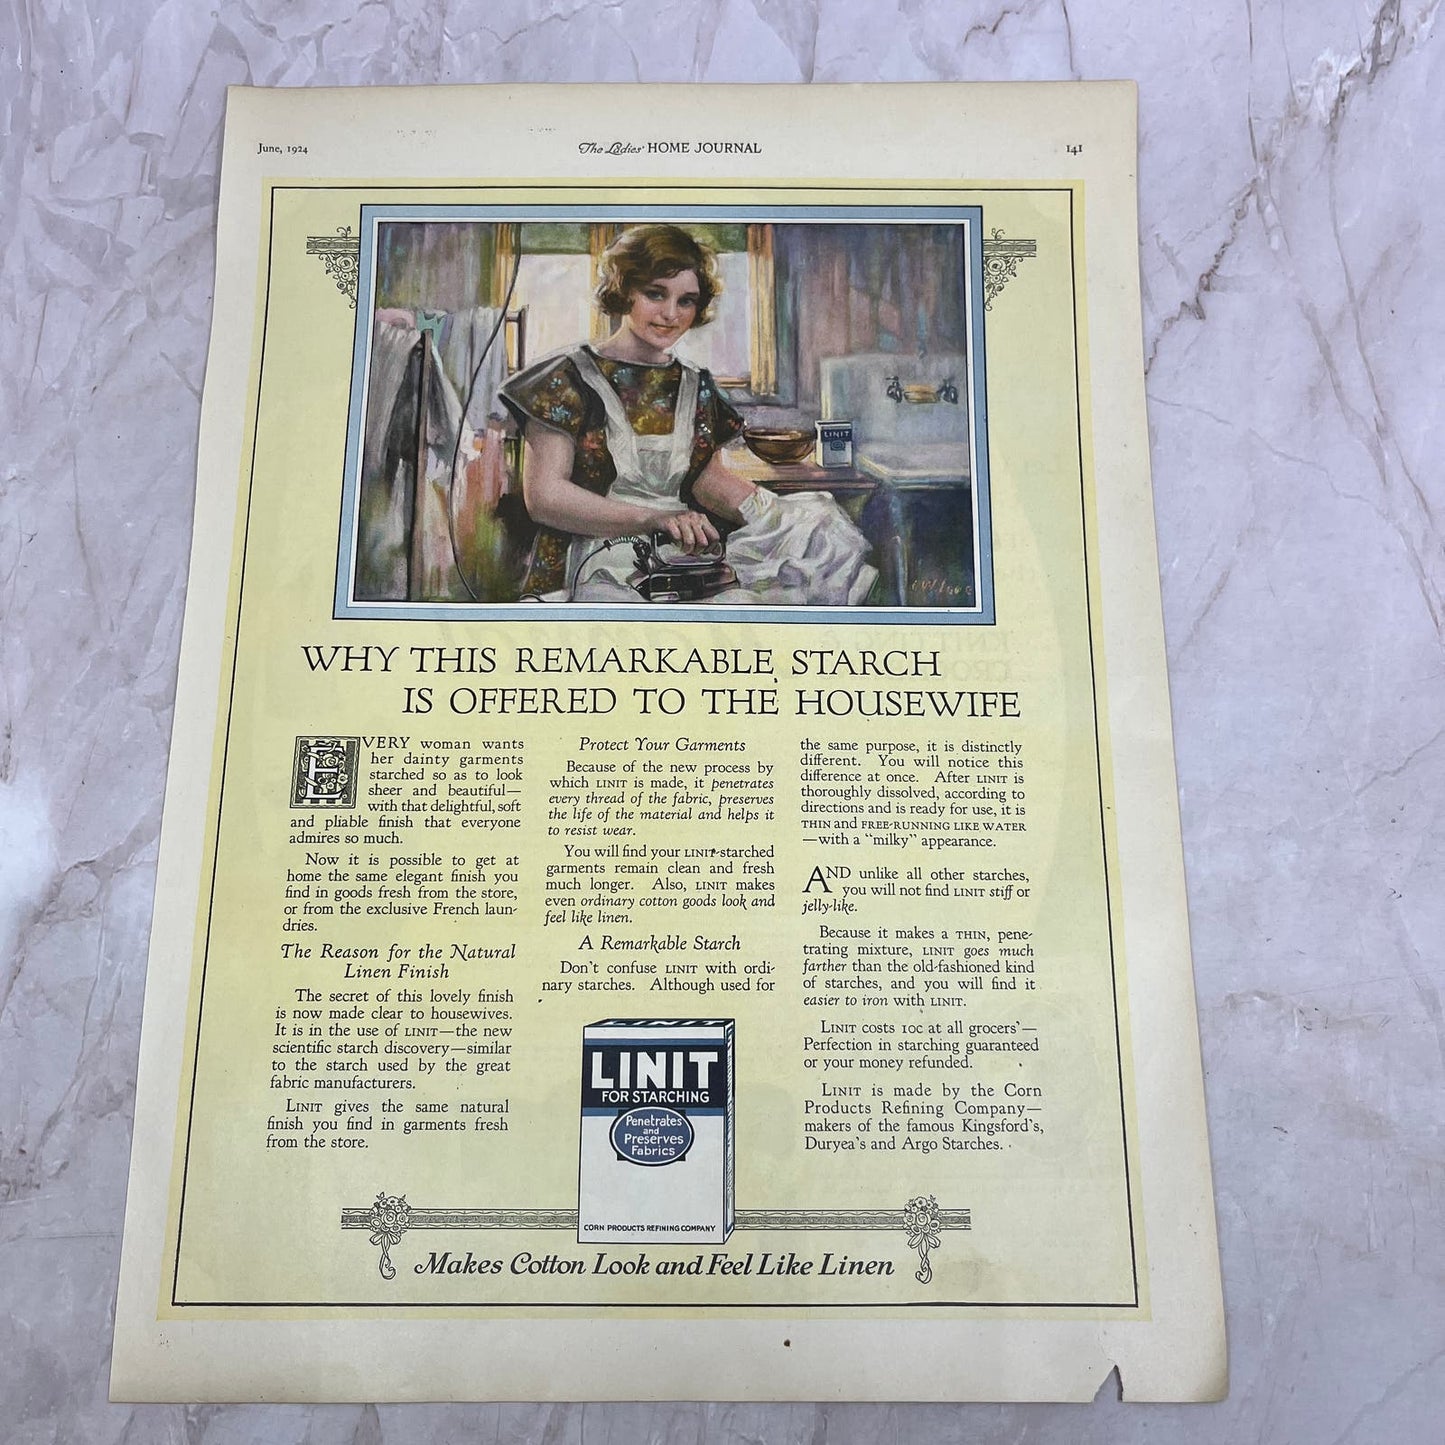 June, 1924
The Ladies' HOME JOURNAL
141
LINIT
WHY THIS REMARKABLE STARCH
IS OFFERED TO THE HOUSEWIFE
EVERY woman wants
her dainty garments
starched so as to look
sheer and beautiful—
with that delightful, soft
and pliable finish that everyone
admires so much.
Now it is possible to get at
home the same elegant finish you
find in goods fresh from the store,
or from the exclusive French laun-
dries.
The Reason for the Natural
Linen Finish
The secret of this lovely finish
is now made clear to housewives.
It is in the use of LINIT—the new
scientific starch discovery—similar
to the starch used by the great
fabric manufacturers.
LINIT gives the same natural
finish you find in garments fresh
from the store.
Protect Your Garments
Because of the new process by
which LINIT is made, it penetrates
every thread of the fabric, preserves
the life of the material and helps it
to resist wear.
You will find your LINIT-starched
garments remain clean and fresh
much longer. Also, LINIT makes
even ordinary cotton goods look and
feel like linen.
A Remarkable Starch
Don't confuse LINIT with ordi-
nary starches. Although used for
the same purpose, it is distinctly
different. You will notice this
difference at once. After LINIT is
thoroughly dissolved, according to
directions and is ready for use, it is
THIN and FREE-RUNNING LIKE WATER
—with a "milky" appearance.
AND unlike all other starches,
you will not find LINIT stiff or
jelly-like.
Because it makes a THIN, pene-
trating mixture, LINIT goes much
farther than the old-fashioned kind
of starches, and you will find it
easier to iron with LINIT.
LINIT costs 10c at all grocers'—
Perfection in starching guaranteed
or your money refunded.
LINIT is made by the Corn
Products Refining Company—
makers of the famous Kingsford's,
Duryea's and Argo Starches.
LINIT
LINIT
FOR STARCHING
Penetrates
and
Preserves
Fabrics
CORN PRODUCTS REFINING COMPANY
Makes Cotton Look and Feel Like Linen